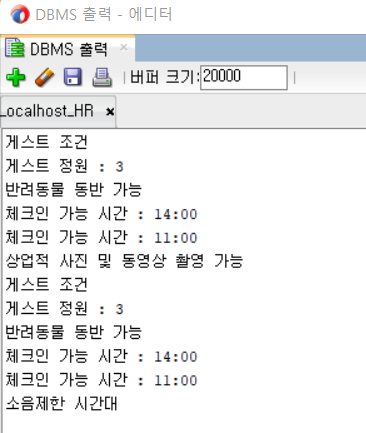 DBMS 출력 - 에디터
DBMS 출력 ×
버퍼 크기: 20000
Localhost_HR ×
게스트 조건
게스트 정원 : 3
반려동물 동반 가능
체크인 가능 시간 : 14:00
체크인 가능 시간 : 11:00
상업적 사진 및 동영상 촬영 가능
게스트 조건
게스트 정원 : 3
반려동물 동반 가능
체크인 가능 시간 : 14:00
체크인 가능 시간 : 11:00
소음제한 시간대